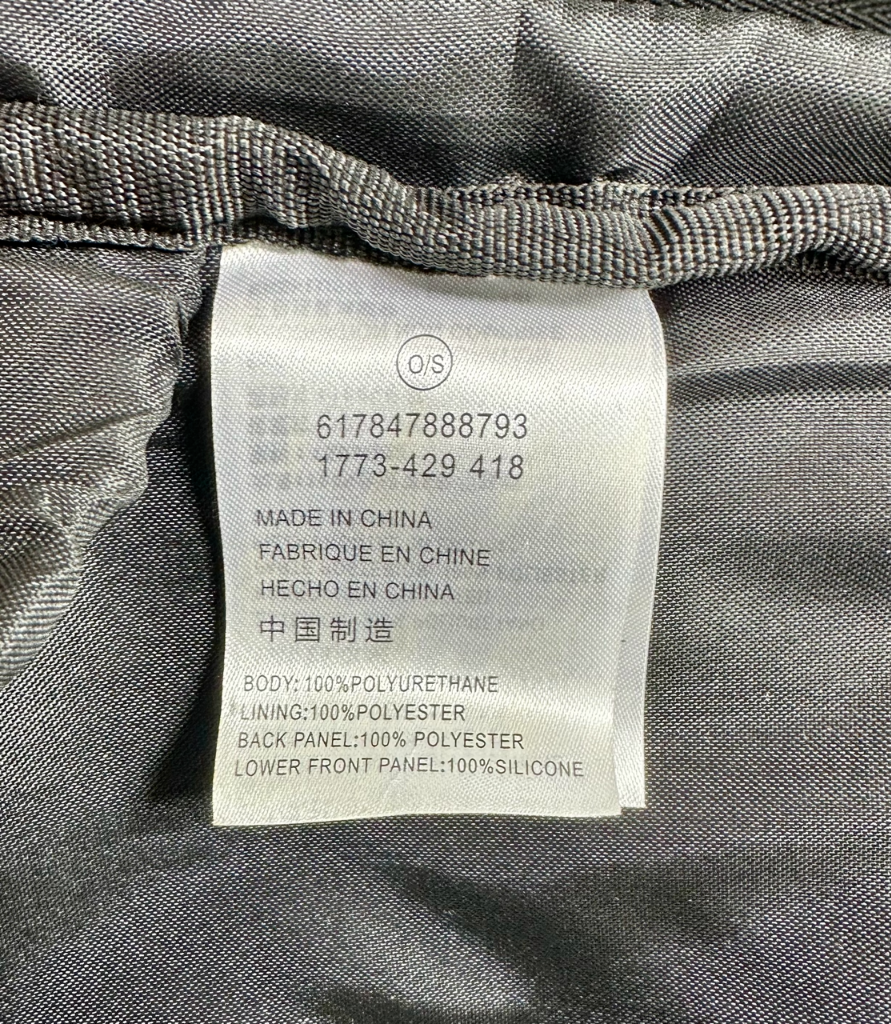 O/S
617847888793
1773-429 418
MADE IN CHINA
FABRIQUE EN CHINE
HECHO EN CHINA
中国制造
BODY: 100%POLYURETHANE
LINING:100%POLYESTER
BACK PANEL:100% POLYESTER
LOWER FRONT PANEL:100%SILICONE